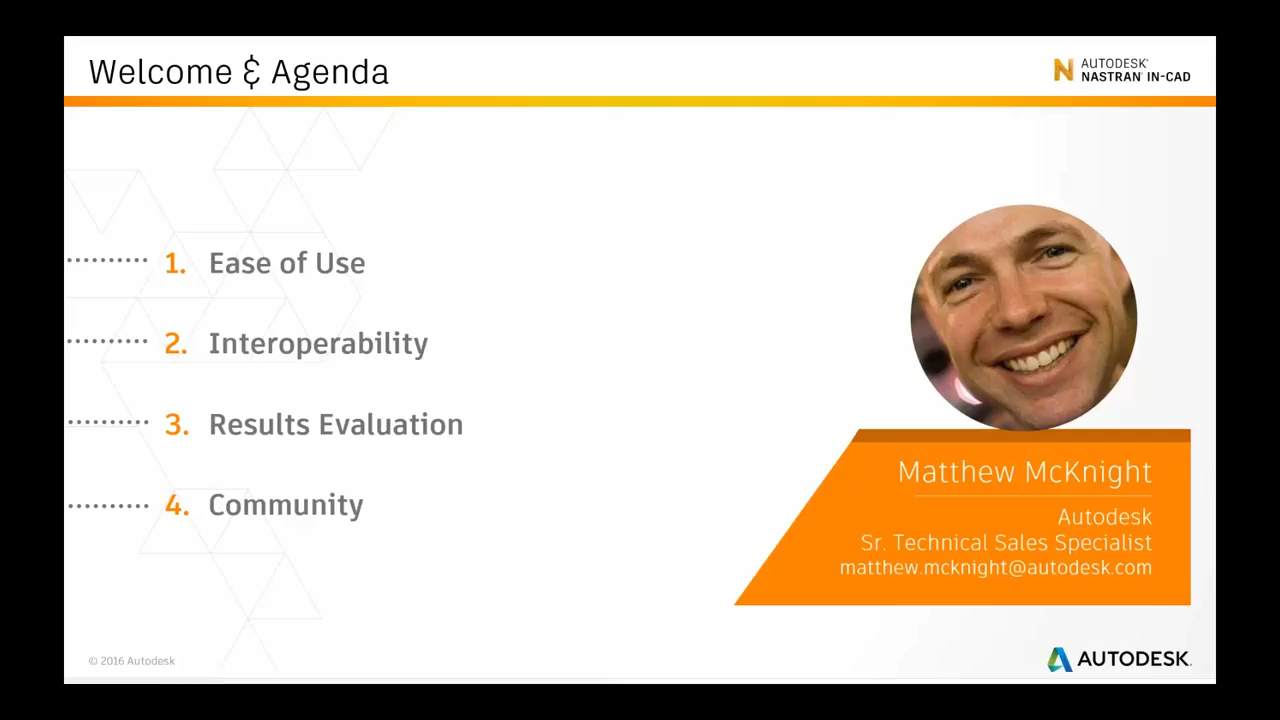 Welcome & Agenda
AUTODESK®
NASTRAN® IN-CAD
1. Ease of Use
2. Interoperability
3. Results Evaluation
4. Community
Matthew McKnight
Autodesk
Sr. Technical Sales Specialist
matthew.mcknight@autodesk.com
© 2016 Autodesk
AUTODESK®